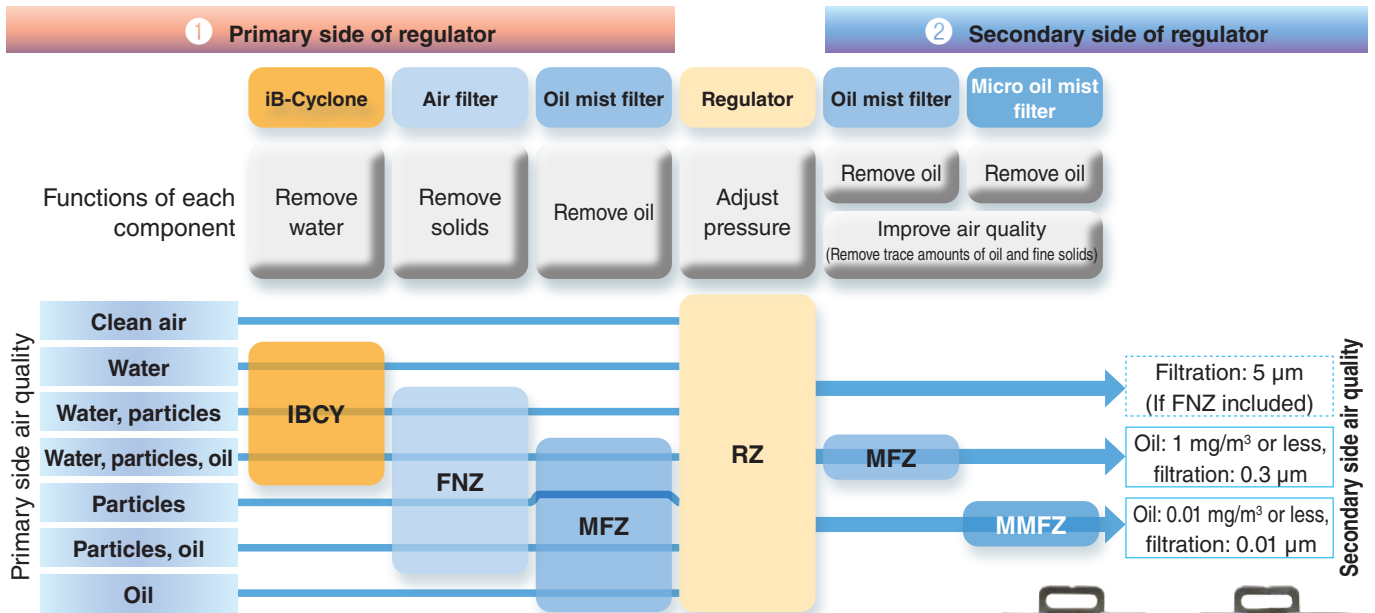 1 Primary side of regulator
2 Secondary side of regulator
iB-Cyclone
Air filter
Oil mist filter
Regulator
Oil mist filter
Micro oil mist
filter
Functions of each
component
Remove
water
Remove
solids
Remove oil
Adjust
pressure
Remove oil
Remove oil
Improve air quality
(Remove trace amounts of oil and fine solids)
Primary side air quality
Clean air
Water
Water, particles
Water, particles, oil
Particles
Particles, oil
Oil
IBCY
FNZ
MFZ
RZ
MFZ
MMFZ
Filtration: 5 µm
(If FNZ included)
Oil: 1 mg/m³ or less,
filtration: 0.3 µm
Oil: 0.01 mg/m³ or less,
filtration: 0.01 µm
Secondary side air quality